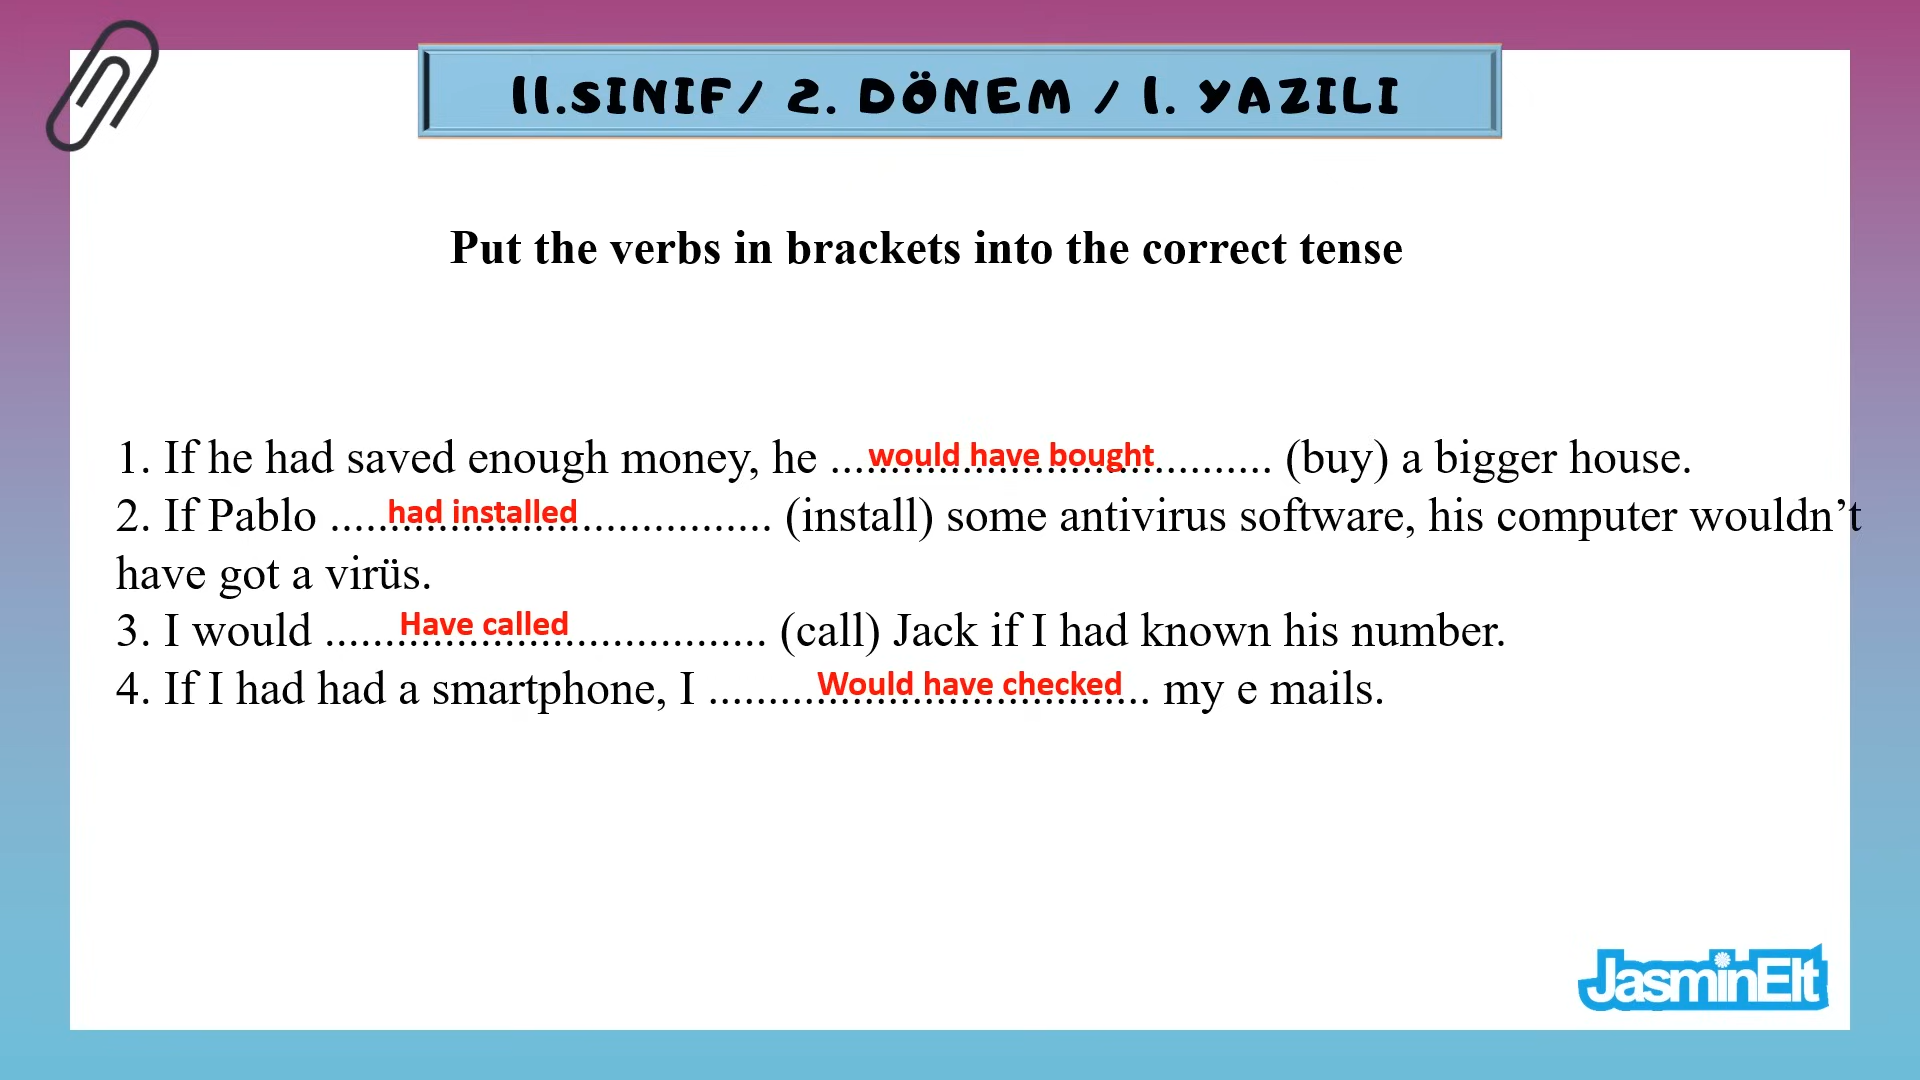 11.SINIF/ 2. DÖNEM / 1. YAZILI
Put the verbs in brackets into the correct tense
1. If he had saved enough money, he ...would have bought.......... (buy) a bigger house.
2. If Pablo .....had installed................ (install) some antivirus software, his computer wouldn’t
have got a virüs.
3. I would ......Have called................. (call) Jack if I had known his number.
4. If I had had a smartphone, I .........Would have checked.. my e mails.
JasminElt